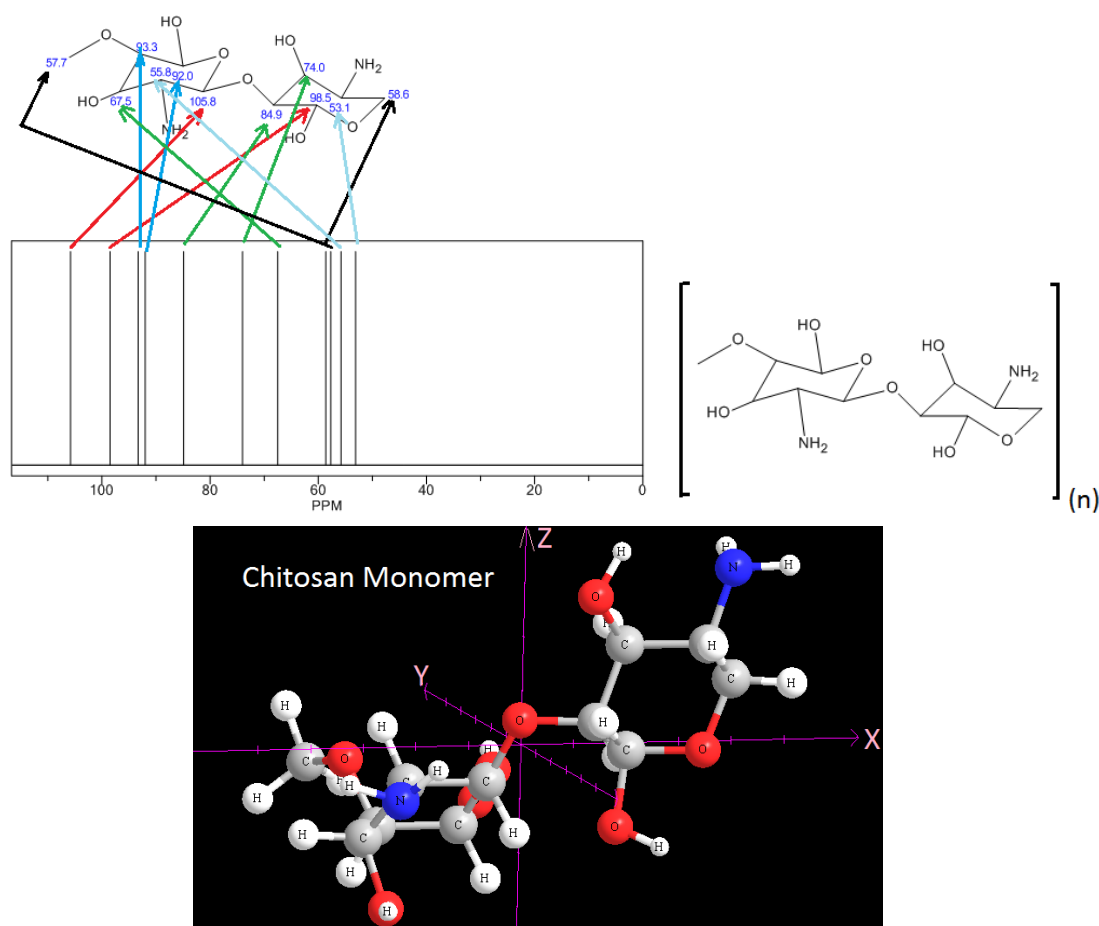 HO
O
93.3
O
57.7
55.8
92.0
O
HO
74.0
NH2
HO
67.5
105.8
NH2
84.9
98.5
53.1
58.6
O
HO
100
80
60
40
20
0
PPM
HO
O
O
HO
NH2
O
HO
NH2
HO
O
(n)
Chitosan Monomer
Z
Y
X
H
H
N
H
O
H
C
H
C
H
O
H
C
O
H
O
H
H
C
O
H
C
H
C
H
N
H
H
C
C
H
H
H
O
H